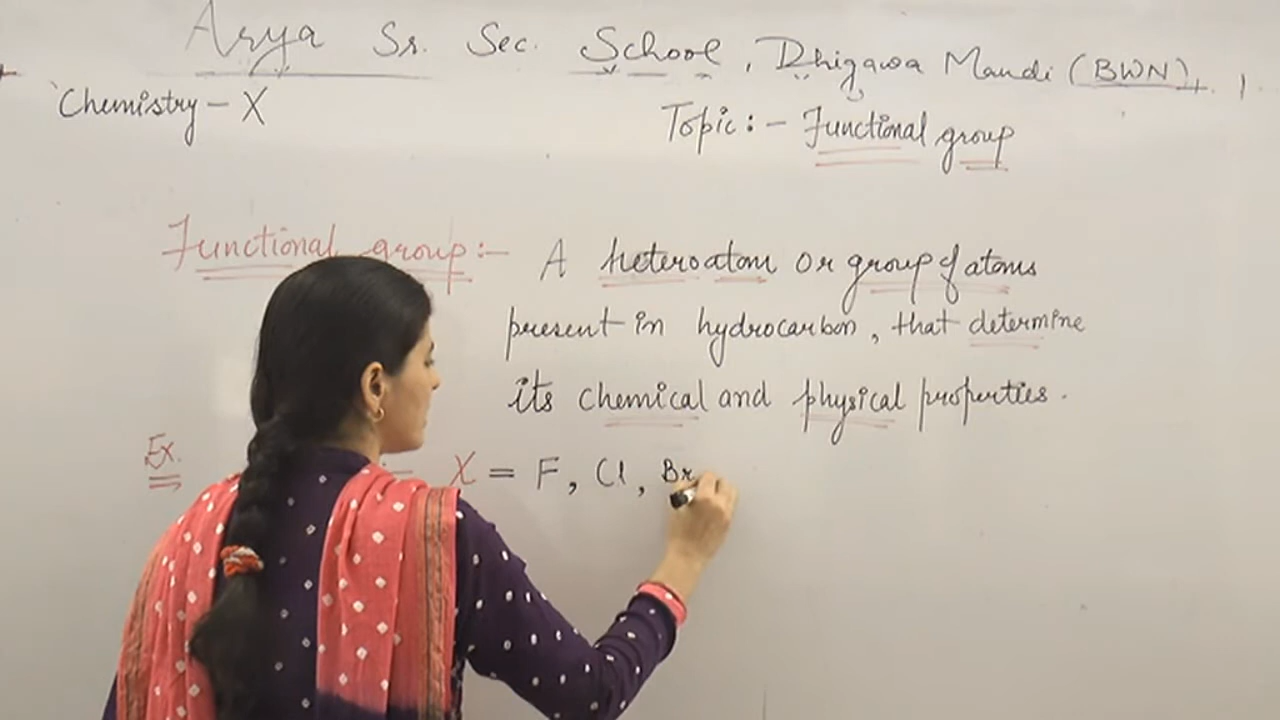 Arya Sr. Sec. School, Dhigawa Mandi (BWN)
Chemistry - X
Topic :- Functional group
Functional group :- A heteroatom or group of atoms
present in hydrocarbon, that determine
its chemical and physical properties.
Ex. - X = F, Cl, Br